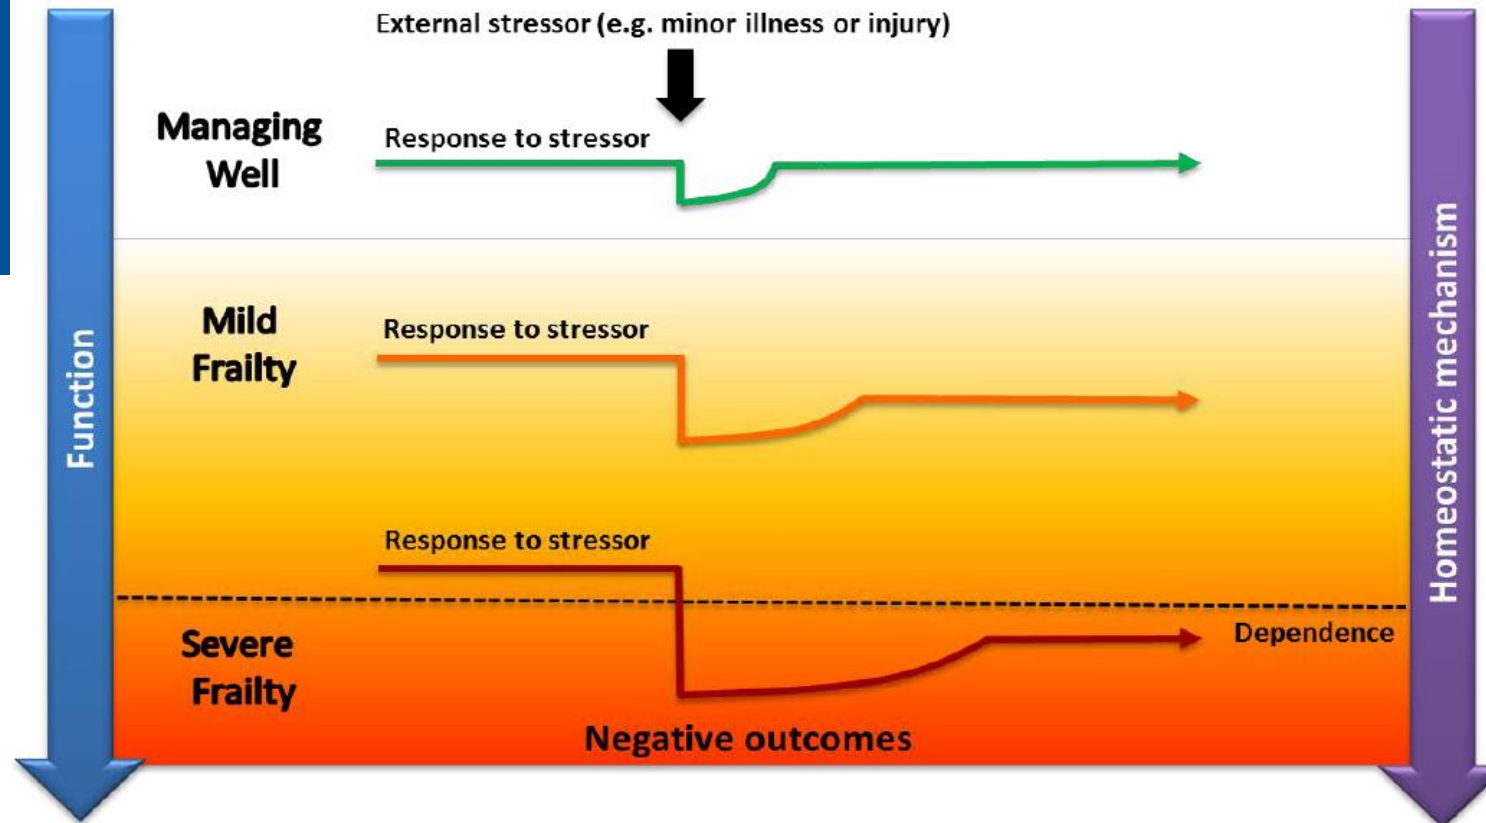 External stressor (e.g. minor illness or injury)
Managing
Well
Response to stressor
Mild
Frailty
Response to stressor
Function
Homeostatic mechanism
Response to stressor
Dependence
Severe
Frailty
Negative outcomes